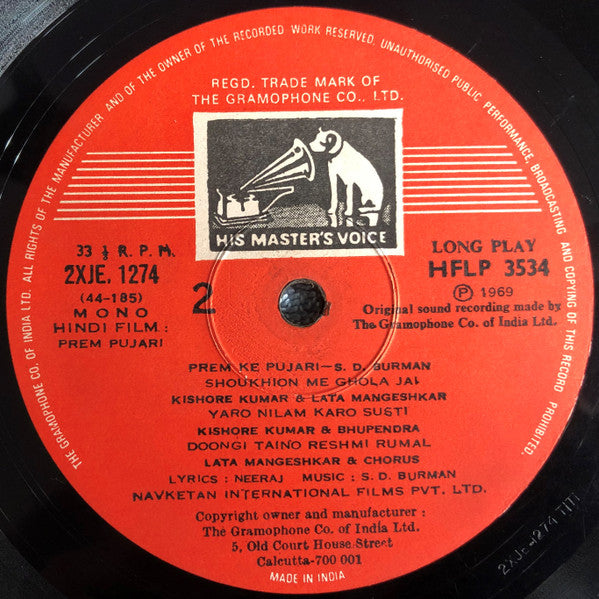 ALL RIGHTS OF THE MANUFACTURER AND OF THE OWNER OF THE RECORDED WORK RESERVED, UNAUTHORISED PUBLIC PERFORMANCE, BROADCASTING AND COPYING OF THIS RECORD PROHIBITED.
THE GRAMOPHONE CO. OF INDIA LTD.
REGD. TRADE MARK OF
THE GRAMOPHONE CO., LTD.
HIS MASTER'S VOICE
33 ⅓ R. P. M.
2XJE. 1274
(44-185)
MONO
HINDI FILM :
PREM PUJARI
2
LONG PLAY
HFLP 3534
Ⓟ 1969
Original sound recording made by
The Gramophone Co. of India Ltd.
PREM KE PUJARI—S. D. BURMAN
SHOUKHION ME GHOLA JAI
KISHORE KUMAR & LATA MANGESHKAR
YARO NILAM KARO SUSTI
KISHORE KUMAR & BHUPENDRA
DOONGI TAINO RESHMI RUMAL
LATA MANGESHKAR & CHORUS
LYRICS : NEERAJ MUSIC : S. D. BURMAN
NAVKETAN INTERNATIONAL FILMS PVT. LTD.
Copyright owner and manufacturer :
The Gramophone Co. of India Ltd.
5, Old Court House Street
Calcutta-700 001
MADE IN INDIA